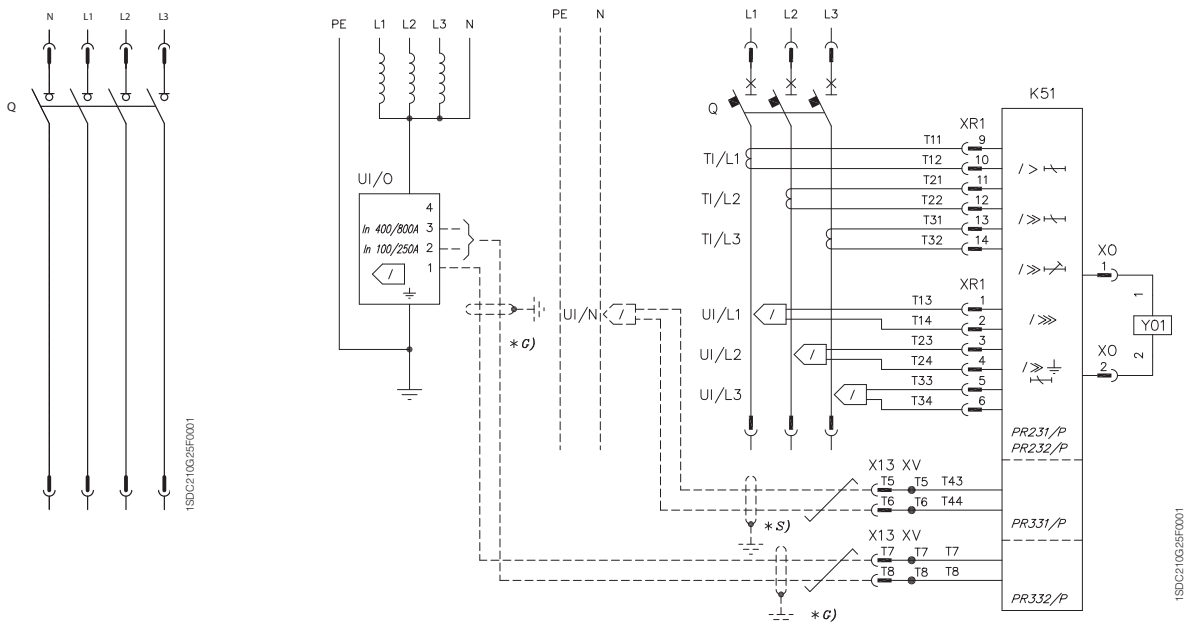 N L1 L2 L3
Q
1SDC210G25F0001
PE L1 L2 L3 N
UI/O
4
In 400/800A 3
In 100/250A 2
1
/
*G)
PE N
UI/N /
L1 L2 L3
Q
TI/L1
TI/L2
TI/L3
UI/L1 /
UI/L2 /
UI/L3 /
K51
XR1
T11 9
T12 10
T21 11
T22 12
T31 13
T32 14
XR1
T13 1
T14 2
T23 3
T24 4
T33 5
T34 6
/>
/>>
/>>
/>>>
/>>
PR231/P
PR232/P
XO
1
1
Y01
2
XO
2
X13 XV
T5 T5 T43
T6 T6 T44
*S)
PR331/P
X13 XV
T7 T7 T7
T8 T8 T8
PR332/P
*G)
1SDC210G25F0001